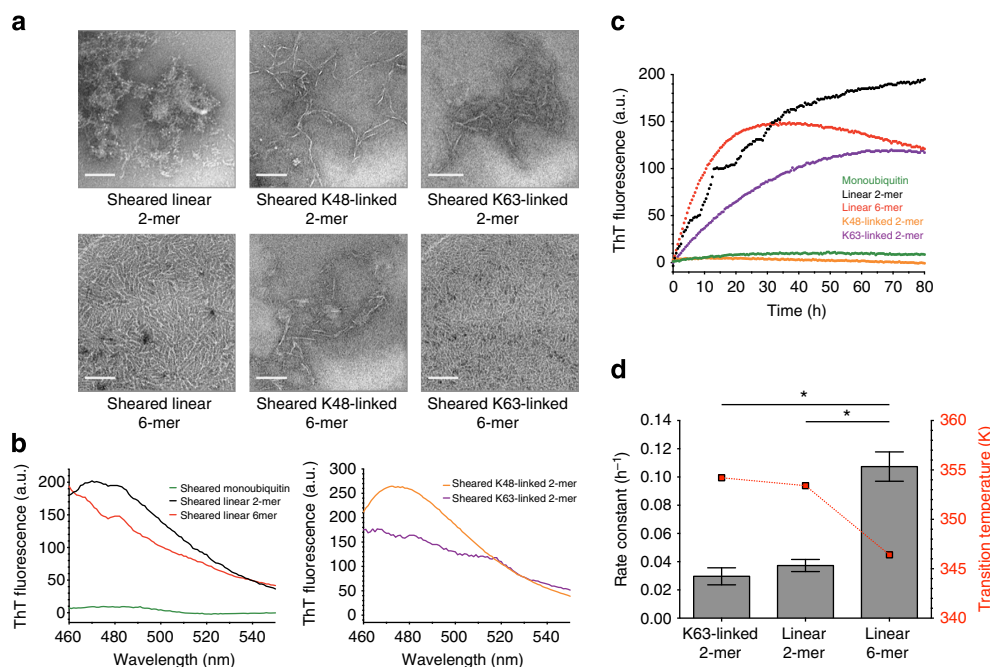 a
Sheared linear
2-mer
Sheared K48-linked
2-mer
Sheared K63-linked
2-mer
Sheared linear
6-mer
Sheared K48-linked
6-mer
Sheared K63-linked
6-mer
b
ThT fluorescence (a.u.)
200
150
100
50
0
460
480
500
520
540
Wavelength (nm)
Sheared monoubiquitin
Sheared linear 2-mer
Sheared linear 6mer
ThT fluorescence (a.u.)
300
250
200
150
100
50
0
460
480
500
520
540
Wavelength (nm)
Sheared K48-linked 2-mer
Sheared K63-linked 2-mer
c
ThT fluorescence (a.u.)
200
150
100
50
0
0
10
20
30
40
50
60
70
80
Time (h)
Monoubiquitin
Linear 2-mer
Linear 6-mer
K48-linked 2-mer
K63-linked 2-mer
d
*
*
Rate constant (h⁻¹)
0.14
0.12
0.10
0.08
0.06
0.04
0.02
0.00
360
355
350
345
340
Transition temperature (K)
K63-linked
2-mer
Linear
2-mer
Linear
6-mer